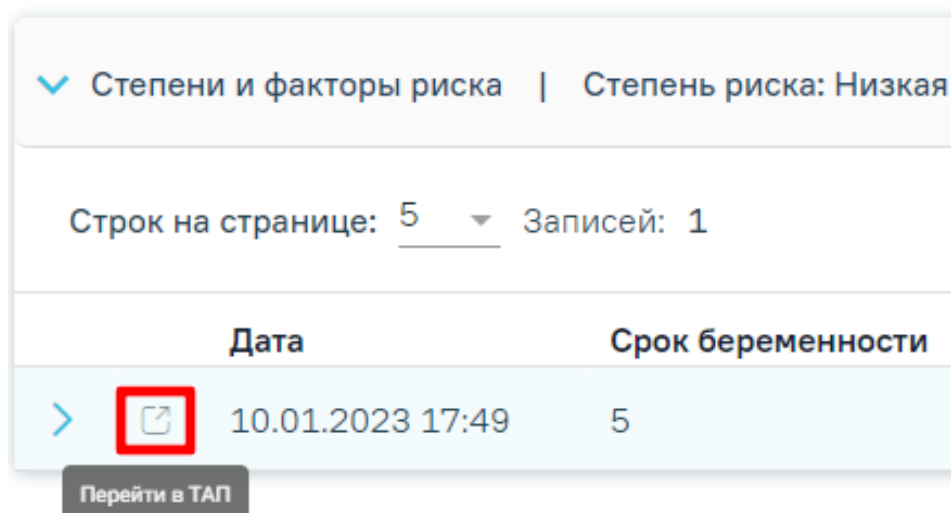 Степени и факторы риска | Степень риска: Низкая
Строк на странице: 5 Записей: 1
Дата Срок беременности
10.01.2023 17:49 5
Перейти в ТАП